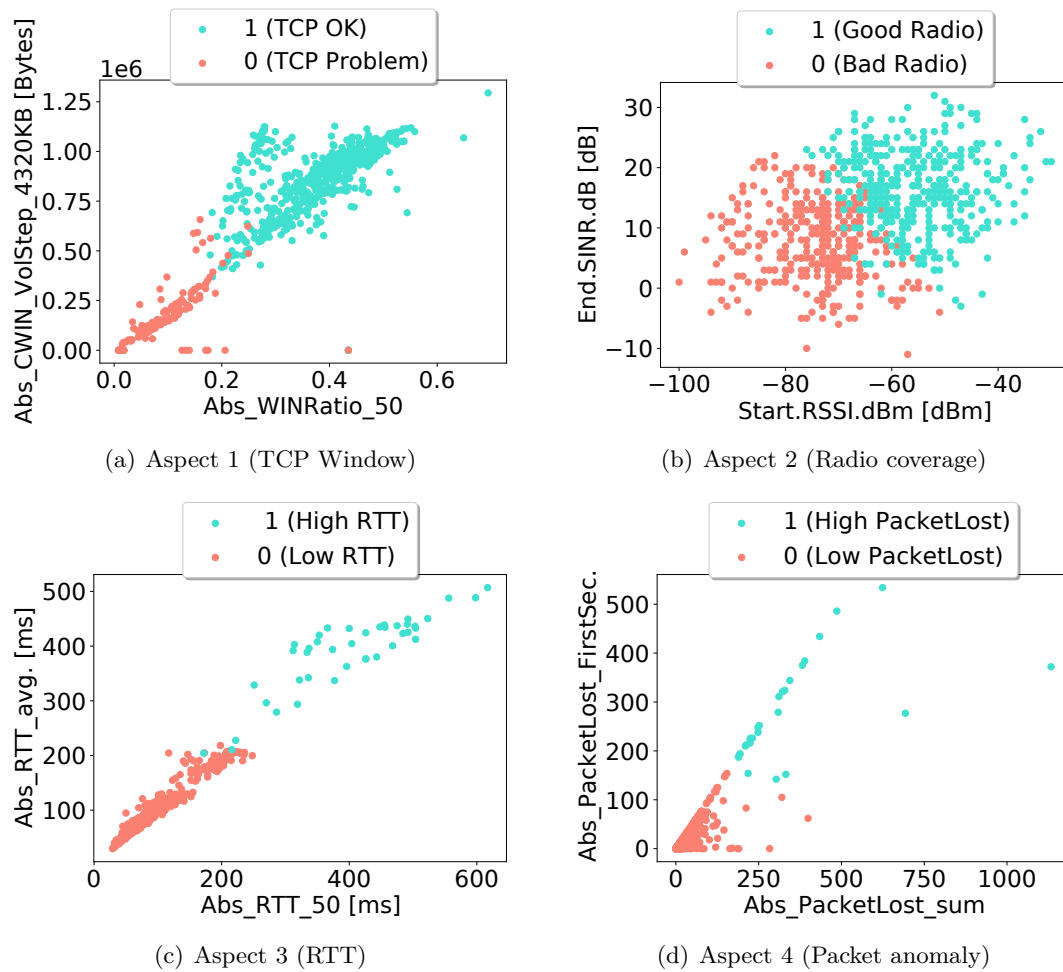 1 (TCP OK)
0 (TCP Problem)
1e6
Abs_CWIN_VolStep_4320KB [Bytes]
1.25
1.00
0.75
0.50
0.25
0.00
0.0 0.2 0.4 0.6
Abs_WINRatio_50
(a) Aspect 1 (TCP Window)
1 (Good Radio)
0 (Bad Radio)
End.SINR.dB [dB]
30
20
10
0
−10
−100 −80 −60 −40
Start.RSSI.dBm [dBm]
(b) Aspect 2 (Radio coverage)
1 (High RTT)
0 (Low RTT)
Abs_RTT_avg. [ms]
500
400
300
200
100
0 200 400 600
Abs_RTT_50 [ms]
(c) Aspect 3 (RTT)
1 (High PacketLost)
0 (Low PacketLost)
Abs_PacketLost_FirstSec.
500
400
300
200
100
0
0 250 500 750 1000
Abs_PacketLost_sum
(d) Aspect 4 (Packet anomaly)